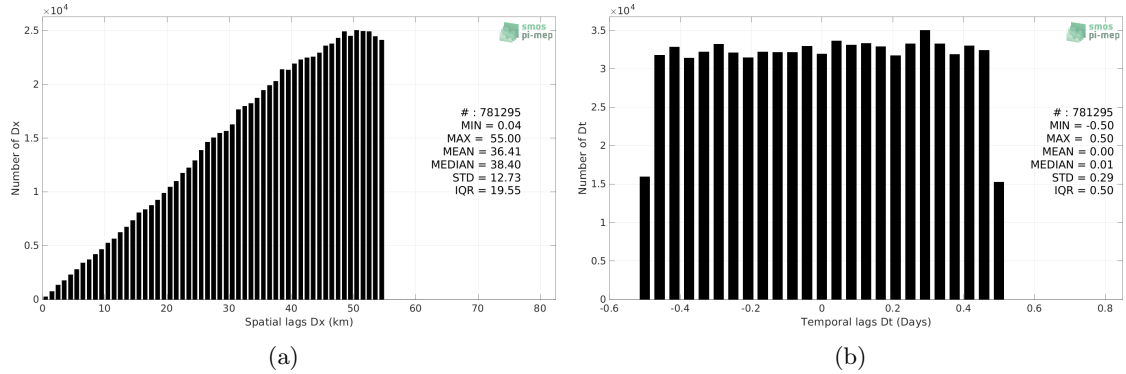 ×10⁴
2.5
2
1.5
1
0.5
0
0 10 20 30 40 50 60 70 80
Number of Dx
Spatial lags Dx (km)
smos
pi-mep
# : 781295
MIN = 0.04
MAX = 55.00
MEAN = 36.41
MEDIAN = 38.40
STD = 12.73
IQR = 19.55
(a)
×10⁴
3.5
3
2.5
2
1.5
1
0.5
0
-0.6 -0.4 -0.2 0 0.2 0.4 0.6 0.8
Number of Dt
Temporal lags Dt (Days)
smos
pi-mep
# : 781295
MIN = -0.50
MAX = 0.50
MEAN = 0.00
MEDIAN = 0.01
STD = 0.29
IQR = 0.50
(b)